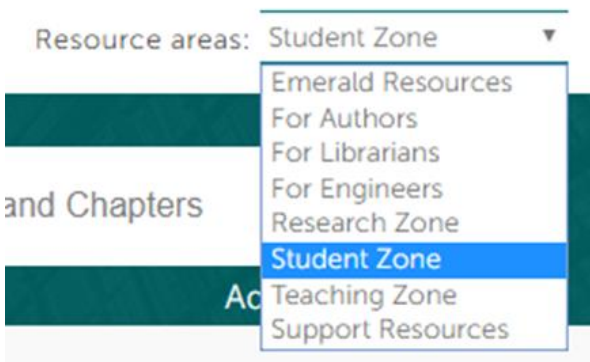 Resource areas: Student Zone ▼
Emerald Resources
For Authors
For Librarians
For Engineers
and Chapters
Research Zone
Student Zone
Teaching Zone
Support Resources